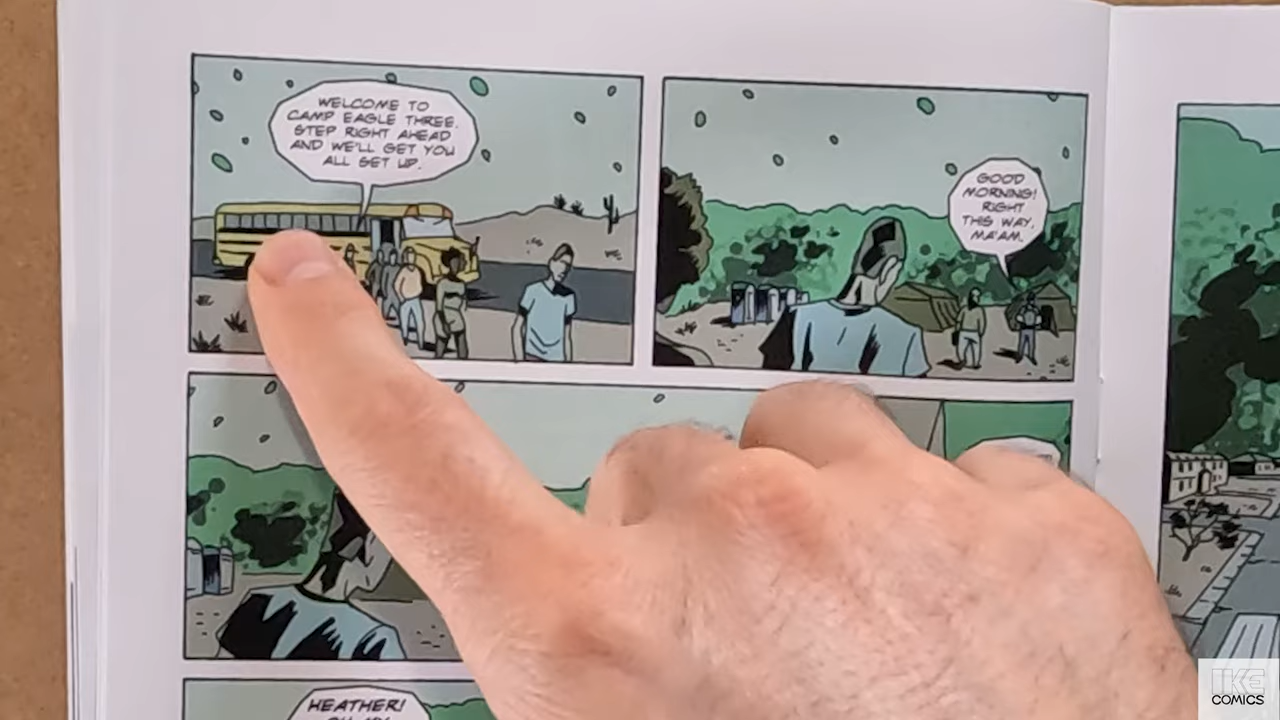 WELCOME TO
CAMP EAGLE THREE.
STEP RIGHT AHEAD
AND WE'LL GET YOU
ALL SET UP.
GOOD
MORNING!
RIGHT
THIS WAY,
MA'AM.
HEATHER!
IKE
COMICS